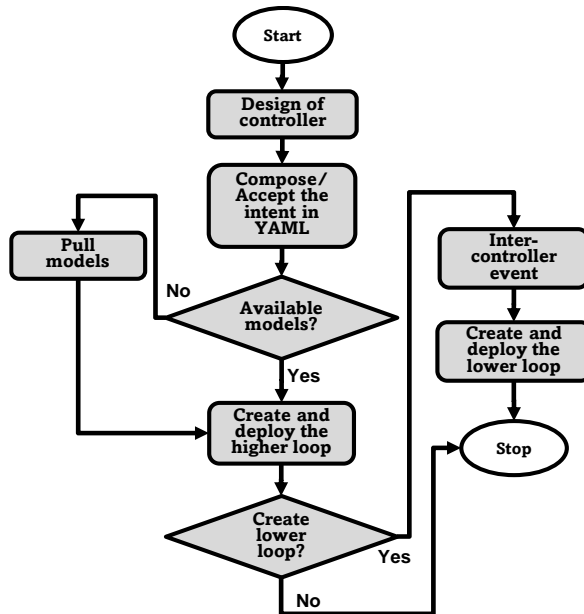 Start
Design of
controller
Compose/
Accept the
intent in
YAML
Pull
models
No
Available
models?
Yes
Create and
deploy the
higher loop
Create
lower
loop?
Yes
No
Inter-
controller
event
Create and
deploy the
lower loop
Stop